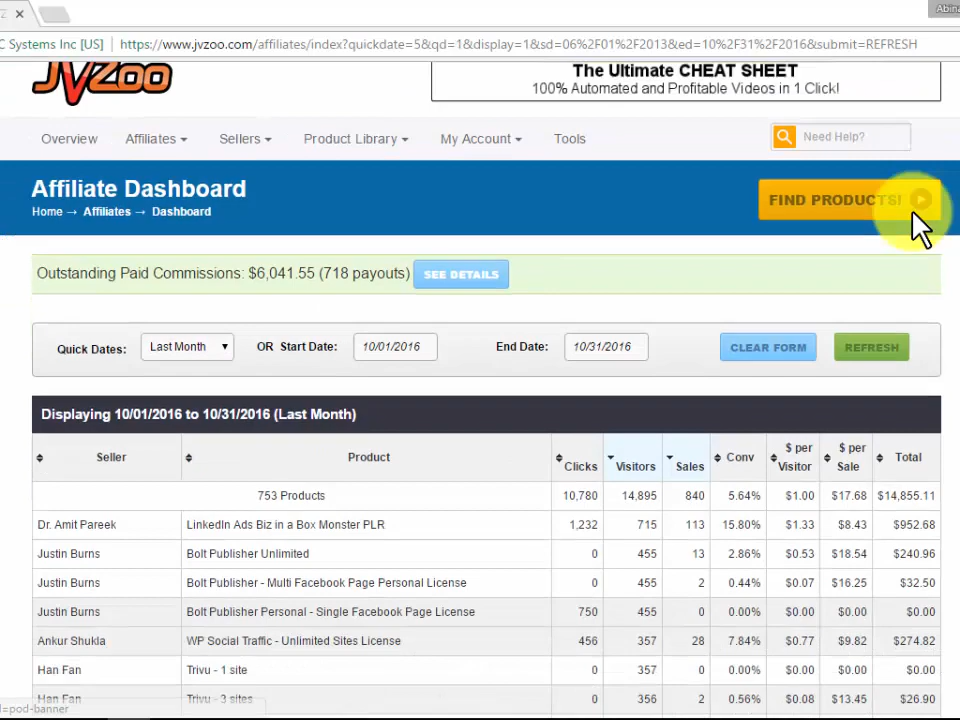 Z
Abina
C Systems Inc [US] https://www.jvzoo.com/affiliates/index?quickdate=5&qd=1&display=1&sd=06%2F01%2F2013&ed=10%2F31%2F2016&submit=REFRESH
JVZOO
The Ultimate CHEAT SHEET
100% Automated and Profitable Videos in 1 Click!
Overview Affiliates Sellers Product Library My Account Tools Need Help?
Affiliate Dashboard
Home → Affiliates → Dashboard
FIND PRODUCTS!
Outstanding Paid Commissions: $6,041.55 (718 payouts) SEE DETAILS
Quick Dates: Last Month OR Start Date: 10/01/2016 End Date: 10/31/2016 CLEAR FORM REFRESH
Displaying 10/01/2016 to 10/31/2016 (Last Month)
Seller Product Clicks Visitors Sales Conv $ per Visitor $ per Sale Total
753 Products 10,780 14,895 840 5.64% $1.00 $17.68 $14,855.11
Dr. Amit Pareek LinkedIn Ads Biz in a Box Monster PLR 1,232 715 113 15.80% $1.33 $8.43 $952.68
Justin Burns Bolt Publisher Unlimited 0 455 13 2.86% $0.53 $18.54 $240.96
Justin Burns Bolt Publisher - Multi Facebook Page Personal License 0 455 2 0.44% $0.07 $16.25 $32.50
Justin Burns Bolt Publisher Personal - Single Facebook Page License 750 455 0 0.00% $0.00 $0.00 $0.00
Ankur Shukla WP Social Traffic - Unlimited Sites License 456 357 28 7.84% $0.77 $9.82 $274.82
Han Fan Trivu - 1 site 0 357 0 0.00% $0.00 $0.00 $0.00
Han Fan Trivu - 3 sites 0 356 2 0.56% $0.08 $13.45 $26.90
=pod-banner